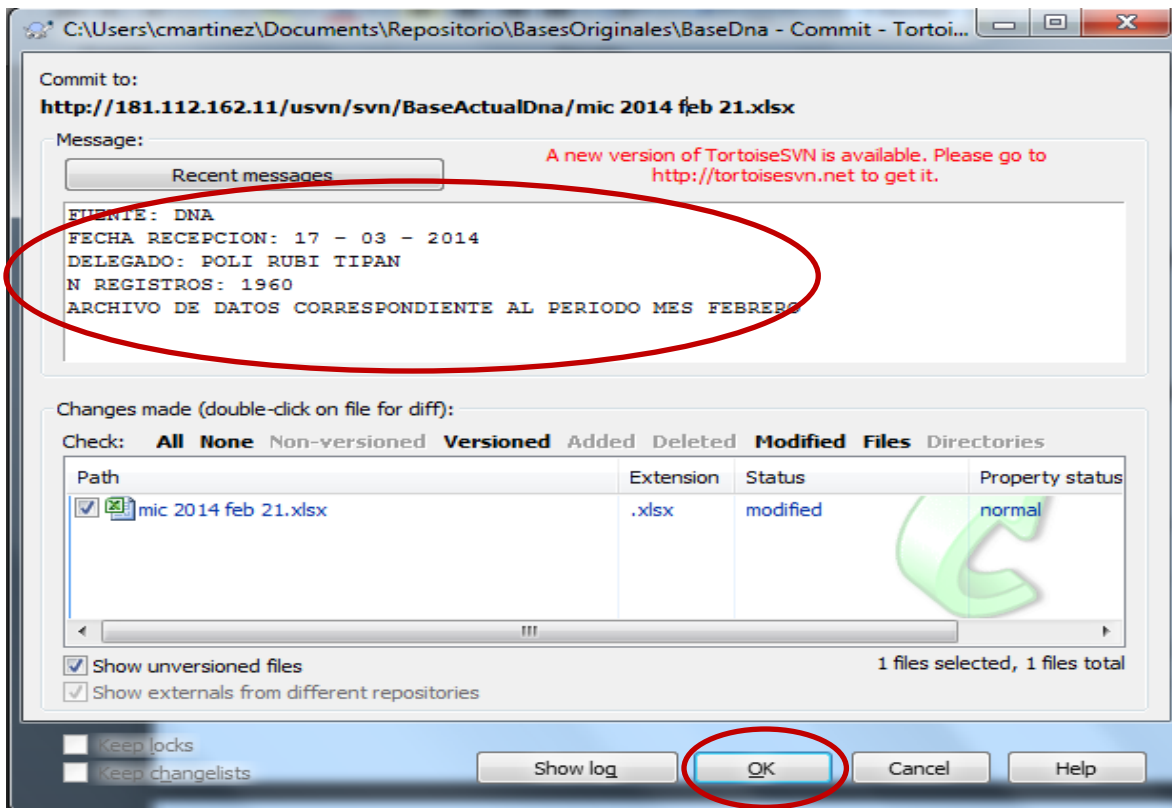 C:\Users\cmartinez\Documents\Repositorio\BasesOriginales\BaseDna - Commit - Tortoi...
Commit to:
http://181.112.162.11/usvn/svn/BaseActualDna/mic 2014 feb 21.xlsx
Message:
Recent messages
A new version of TortoiseSVN is available. Please go to
http://tortoisesvn.net to get it.
FUENTE: DNA
FECHA RECEPCION: 17 - 03 - 2014
DELEGADO: POLI RUBI TIPAN
N REGISTROS: 1960
ARCHIVO DE DATOS CORRESPONDIENTE AL PERIODO MES FEBRERO
Changes made (double-click on file for diff):
Check: All None Non-versioned Versioned Added Deleted Modified Files Directories
Path Extension Status Property status
mic 2014 feb 21.xlsx .xlsx modified normal
Show unversioned files
1 files selected, 1 files total
Show externals from different repositories
Keep locks
Keep changelists
Show log OK Cancel Help